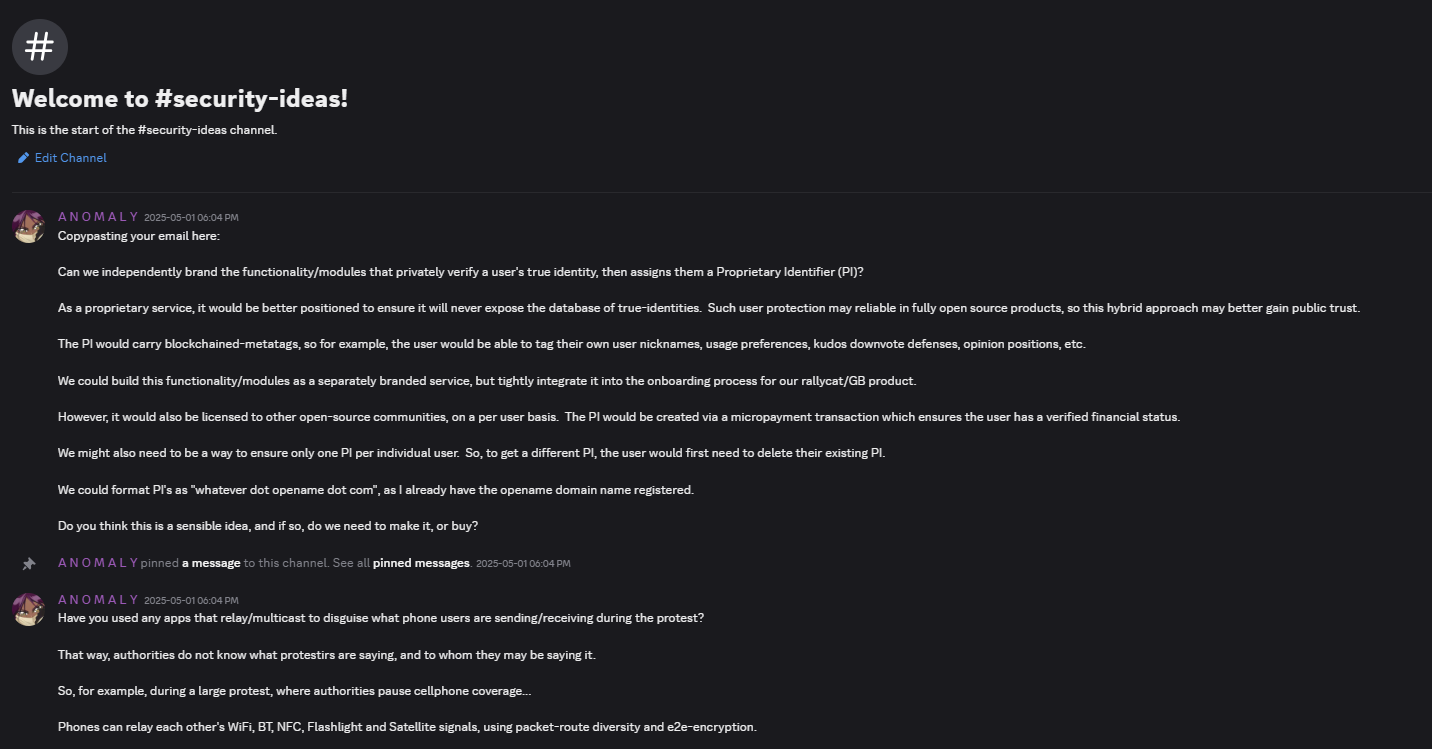 #
Welcome to #security-ideas!
This is the start of the #security-ideas channel.
Edit Channel
A N O M A L Y 2025-05-01 06:04 PM
Copypasting your email here:
Can we independently brand the functionality/modules that privately verify a user's true identity, then assigns them a Proprietary Identifier (PI)?
As a proprietary service, it would be better positioned to ensure it will never expose the database of true-identities.  Such user protection may reliable in fully open source products, so this hybrid approach may better gain public trust.
The PI would carry blockchained-metatags, so for example, the user would be able to tag their own user nicknames, usage preferences, kudos downvote defenses, opinion positions, etc.
We could build this functionality/modules as a separately branded service, but tightly integrate it into the onboarding process for our rallycat/GB product.
However, it would also be licensed to other open-source communities, on a per user basis.  The PI would be created via a micropayment transaction which ensures the user has a verified financial status.
We might also need to be a way to ensure only one PI per individual user.  So, to get a different PI, the user would first need to delete their existing PI.
We could format PI's as "whatever dot opename dot com", as I already have the opename domain name registered.
Do you think this is a sensible idea, and if so, do we need to make it, or buy?
A N O M A L Y pinned a message to this channel. See all pinned messages. 2025-05-01 06:04 PM
A N O M A L Y 2025-05-01 06:04 PM
Have you used any apps that relay/multicast to disguise what phone users are sending/receiving during the protest?
That way, authorities do not know what protestirs are saying, and to whom they may be saying it.
So, for example, during a large protest, where authorities pause cellphone coverage...
Phones can relay each other's WiFi, BT, NFC, Flashlight and Satellite signals, using packet-route diversity and e2e-encryption.